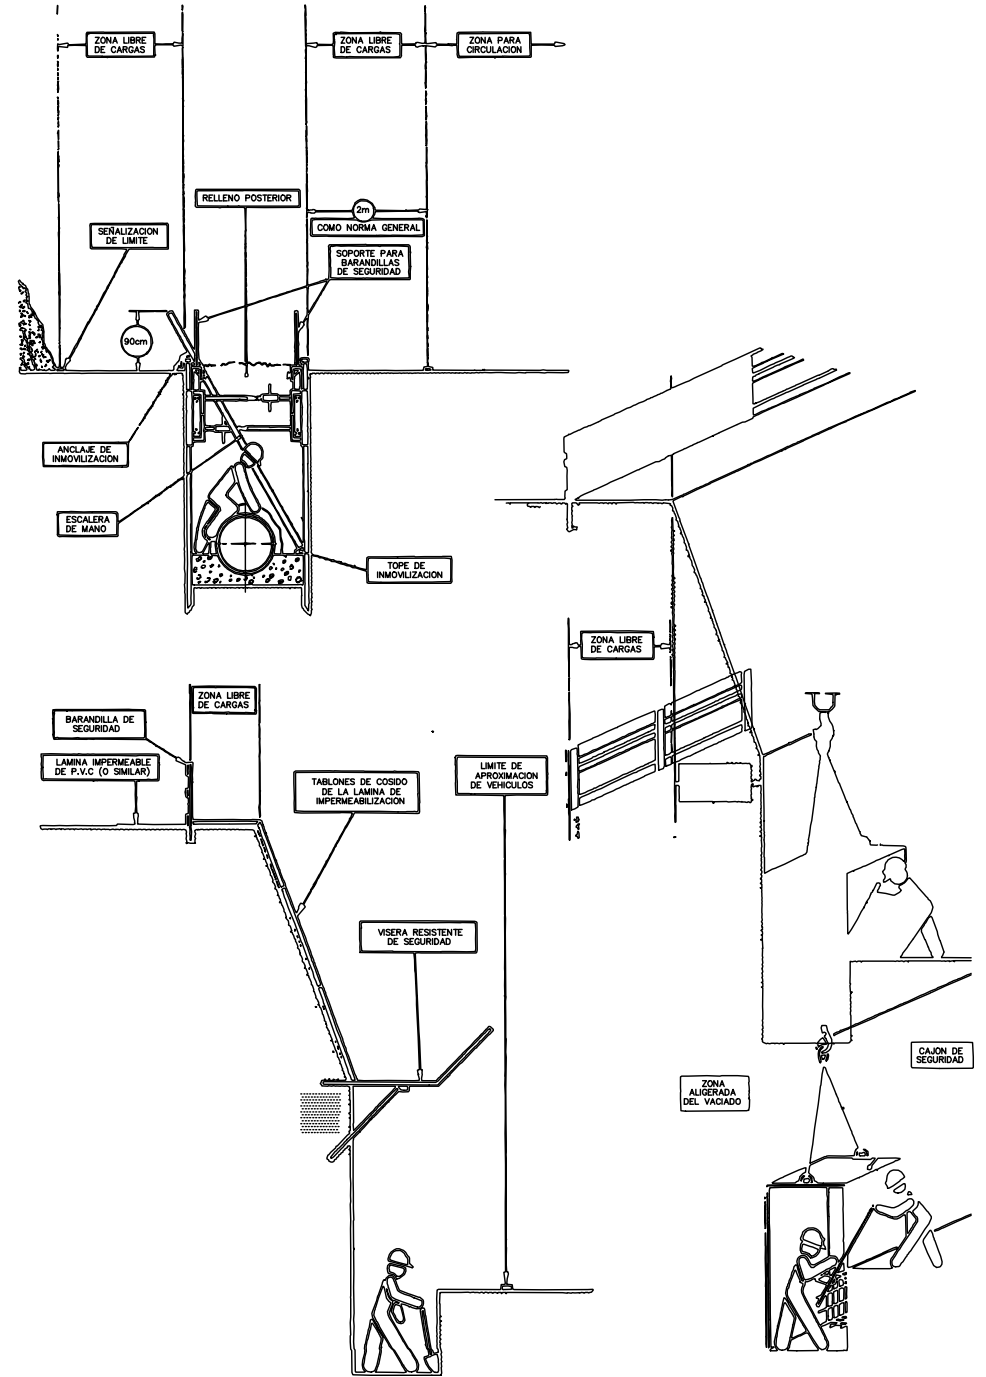 ZONA LIBRE
DE CARGAS
ZONA LIBRE
DE CARGAS
ZONA PARA
CIRCULACION
RELLENO POSTERIOR
2m
COMO NORMA GENERAL
SEÑALIZACION
DE LIMITE
SOPORTE PARA
BARANDILLAS
DE SEGURIDAD
90cm
ANCLAJE DE
INMOVILIZACION
ESCALERA
DE MANO
TOPE DE
INMOVILIZACION
ZONA LIBRE
DE CARGAS
ZONA LIBRE
DE CARGAS
BARANDILLA DE
SEGURIDAD
LAMINA IMPERMEABLE
DE P.V.C (O SIMILAR)
TABLONES DE COSIDO
DE LA LAMINA DE
IMPERMEABILIZACION
LIMITE DE
APROXIMACION
DE VEHICULOS
VISERA RESISTENTE
DE SEGURIDAD
CAJON DE
SEGURIDAD
ZONA
ALIGERADA
DEL VACIADO